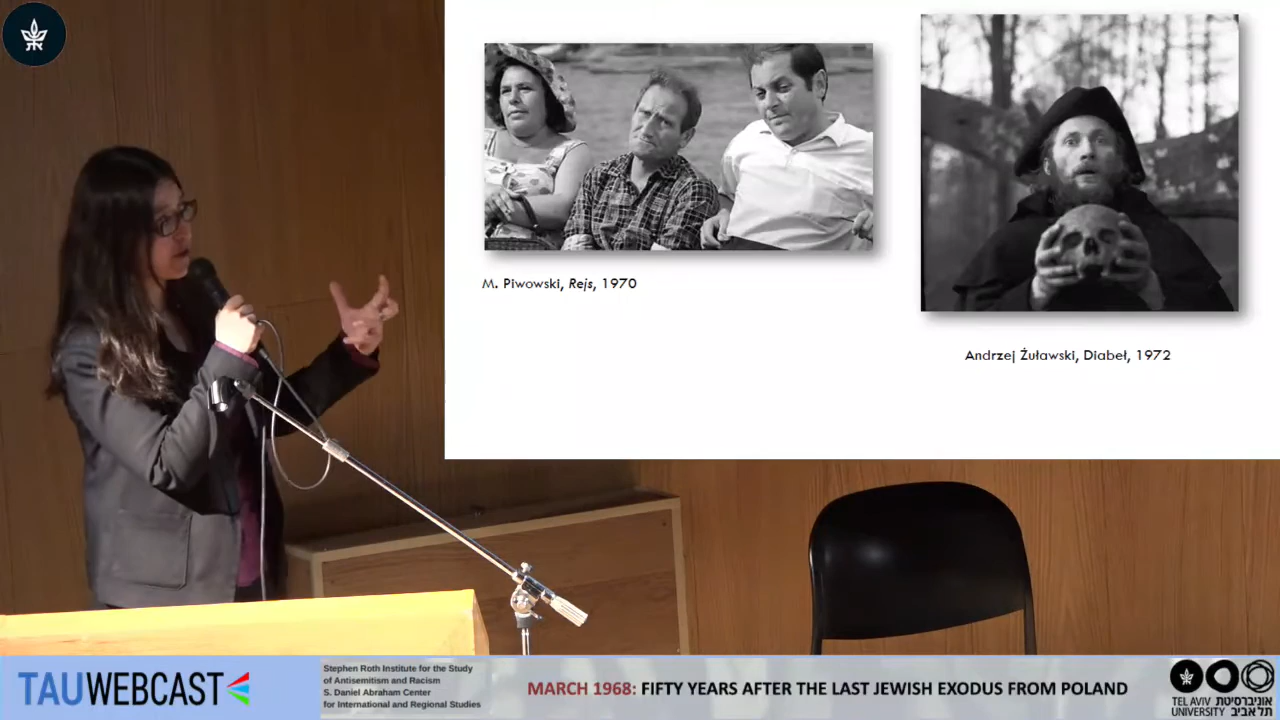 M. Piwowski, Rejs, 1970
Andrzej Żuławski, Diabeł, 1972
TAUWEBCAST
Stephen Roth Institute for the Study
of Antisemitism and Racism
S. Daniel Abraham Center
for International and Regional Studies
MARCH 1968: FIFTY YEARS AFTER THE LAST JEWISH EXODUS FROM POLAND
TEL AVIV
UNIVERSITY
אוניברסיטת
תל אביב